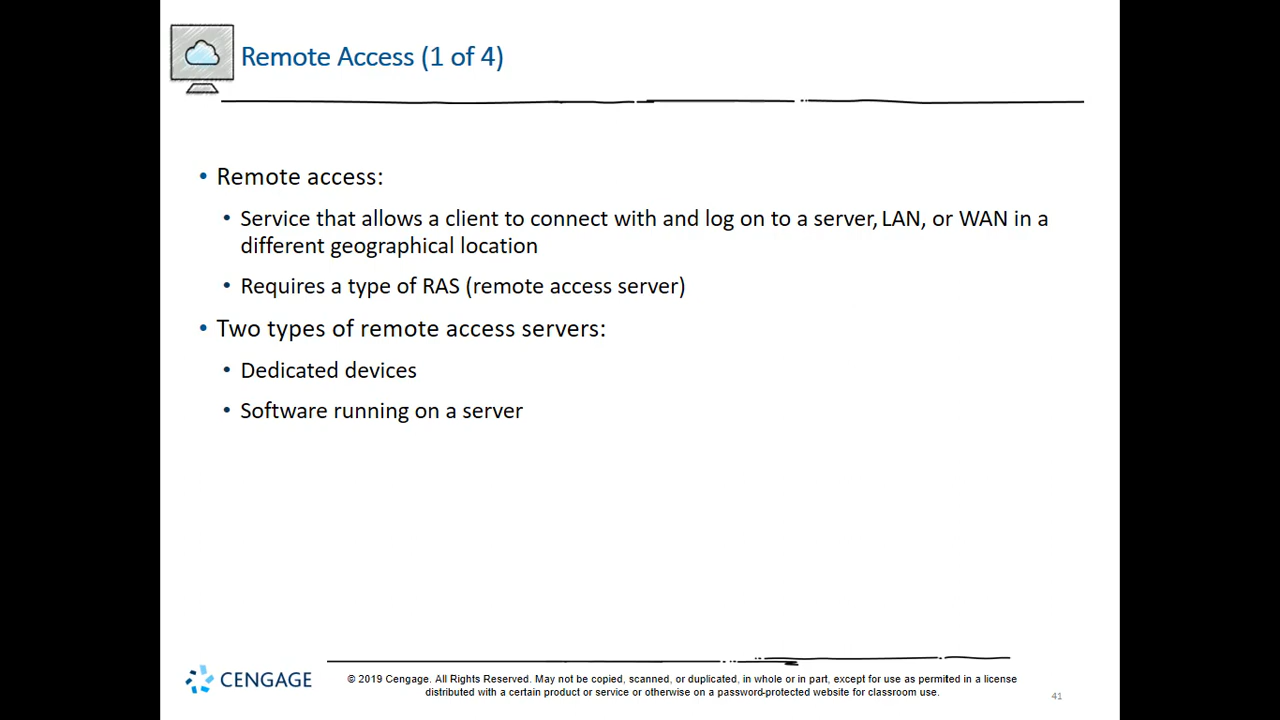 Remote Access (1 of 4)
• Remote access:
• Service that allows a client to connect with and log on to a server, LAN, or WAN in a
different geographical location
• Requires a type of RAS (remote access server)
• Two types of remote access servers:
• Dedicated devices
• Software running on a server
CENGAGE
© 2019 Cengage. All Rights Reserved. May not be copied, scanned, or duplicated, in whole or in part, except for use as permitted in a license
distributed with a certain product or service or otherwise on a password-protected website for classroom use.
41